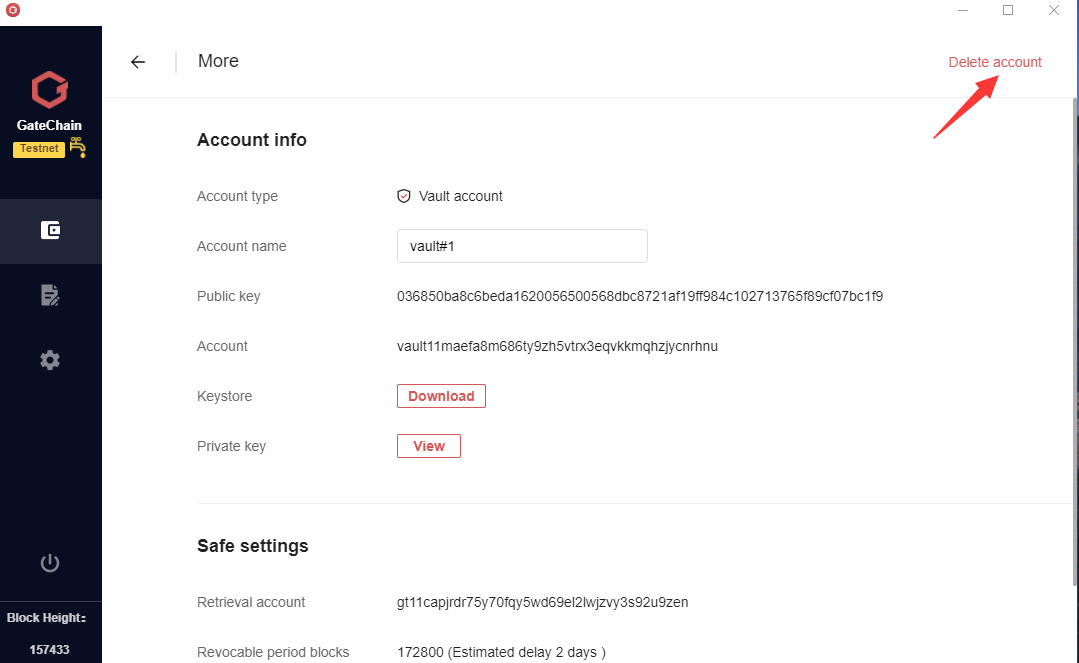 More
Delete account
GateChain
Testnet
Account info
Account type
Vault account
Account name
vault#1
Public key
036850ba8c6beda1620056500568dbc8721af19ff984c102713765f89cf07bc1f9
Account
vault11maefa8m686ty9zh5vtrx3eqvkkmqhzjycnrhnu
Keystore
Download
Private key
View
Safe settings
Retrieval account
gt11capjrdr75y70fqy5wd69el2lwjzvy3s92u9zen
Revocable period blocks
172800 (Estimated delay 2 days )
Block Height:
157433